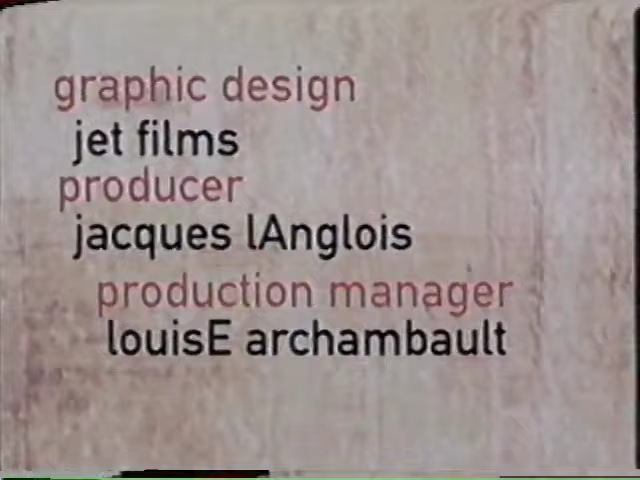 graphic design
jet films
producer
jacques lAnglois
production manager
louisE archambault